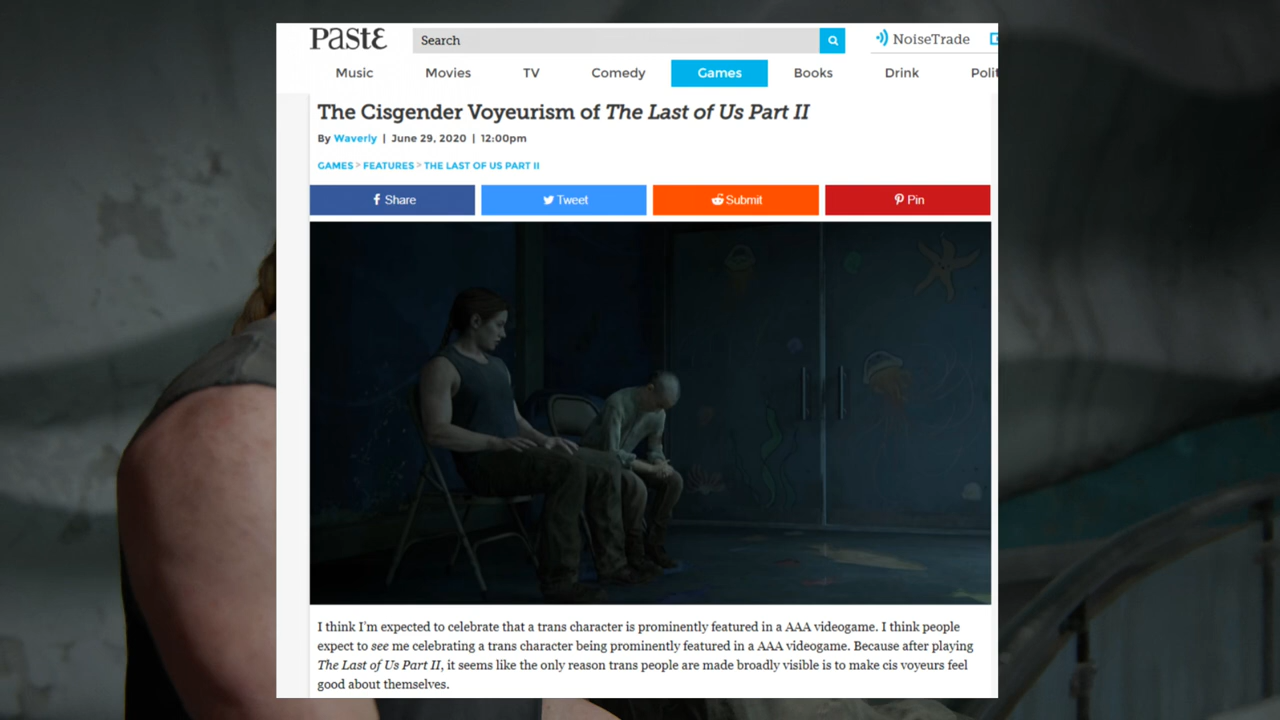 Paste
Search
NoiseTrade
Music Movies TV Comedy Games Books Drink Polit
The Cisgender Voyeurism of The Last of Us Part II
By Waverly | June 29, 2020 | 12:00pm
GAMES > FEATURES > THE LAST OF US PART II
Share Tweet Submit Pin
I think I'm expected to celebrate that a trans character is prominently featured in a AAA videogame. I think people
expect to see me celebrating a trans character being prominently featured in a AAA videogame. Because after playing
The Last of Us Part II, it seems like the only reason trans people are made broadly visible is to make cis voyeurs feel
good about themselves.